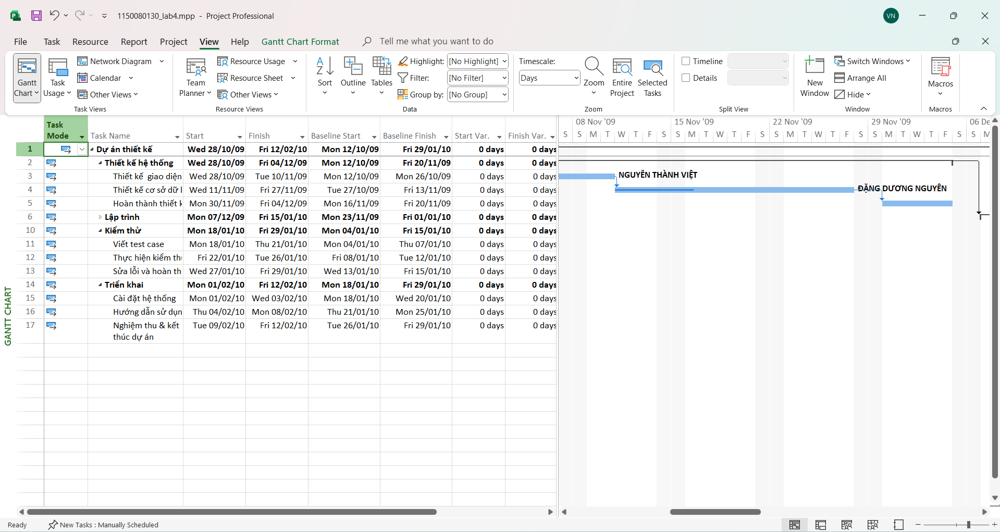 1150080130_lab4.mpp - Project Professional
VN
File Task Resource Report Project View Help Gantt Chart Format Tell me what you want to do
Gantt Chart
Task Usage
Network Diagram
Calendar
Other Views
Task Views
Team Planner
Resource Usage
Resource Sheet
Other Views
Resource Views
Sort
Outline
Tables
Highlight: [No Highlight]
Filter: [No Filter]
Group by: [No Group]
Data
Timescale:
Days
Zoom
Entire Project
Selected Tasks
Zoom
Timeline
Details
Split View
New Window
Switch Windows
Arrange All
Hide
Window
Macros
Macros
GANTT CHART
Task Mode Task Name Start Finish Baseline Start Baseline Finish Start Var. Finish Var.
1 Dự án thiết kế Wed 28/10/09 Fri 12/02/10 Mon 12/10/09 Fri 29/01/10 0 days 0 days
2 Thiết kế hệ thống Wed 28/10/09 Fri 04/12/09 Mon 12/10/09 Fri 20/11/09 0 days 0 days
3 Thiết kế giao diện Wed 28/10/09 Tue 10/11/09 Mon 12/10/09 Mon 26/10/09 0 days 0 days
4 Thiết kế cơ sở dữ l Wed 11/11/09 Fri 27/11/09 Tue 27/10/09 Fri 13/11/09 0 days 0 days
5 Hoàn thành thiết k Mon 30/11/09 Fri 04/12/09 Mon 16/11/09 Fri 20/11/09 0 days 0 days
6 Lập trình Mon 07/12/09 Fri 15/01/10 Mon 23/11/09 Fri 01/01/10 0 days 0 days
10 Kiểm thử Mon 18/01/10 Fri 29/01/10 Mon 04/01/10 Fri 15/01/10 0 days 0 days
11 Viết test case Mon 18/01/10 Thu 21/01/10 Mon 04/01/10 Thu 07/01/10 0 days 0 days
12 Thực hiện kiểm thử Fri 22/01/10 Tue 26/01/10 Fri 08/01/10 Tue 12/01/10 0 days 0 days
13 Sửa lỗi và hoàn th Wed 27/01/10 Fri 29/01/10 Wed 13/01/10 Fri 15/01/10 0 days 0 days
14 Triển khai Mon 01/02/10 Fri 12/02/10 Mon 18/01/10 Fri 29/01/10 0 days 0 days
15 Cài đặt hệ thống Mon 01/02/10 Wed 03/02/10 Mon 18/01/10 Wed 20/01/10 0 days 0 days
16 Hướng dẫn sử dụn Thu 04/02/10 Mon 08/02/10 Thu 21/01/10 Mon 25/01/10 0 days 0 days
17 Nghiệm thu & kết Tue 09/02/10 Fri 12/02/10 Tue 26/01/10 Fri 29/01/10 0 days 0 days
thúc dự án
08 Nov '09 15 Nov '09 22 Nov '09 29 Nov '09 06 De
S S M T W T F S S M T W T F S S M T W T F S S M T W T F S S M
NGUYỄN THÀNH VIỆT
ĐẶNG DƯƠNG NGUYÊN
Ready New Tasks : Manually Scheduled